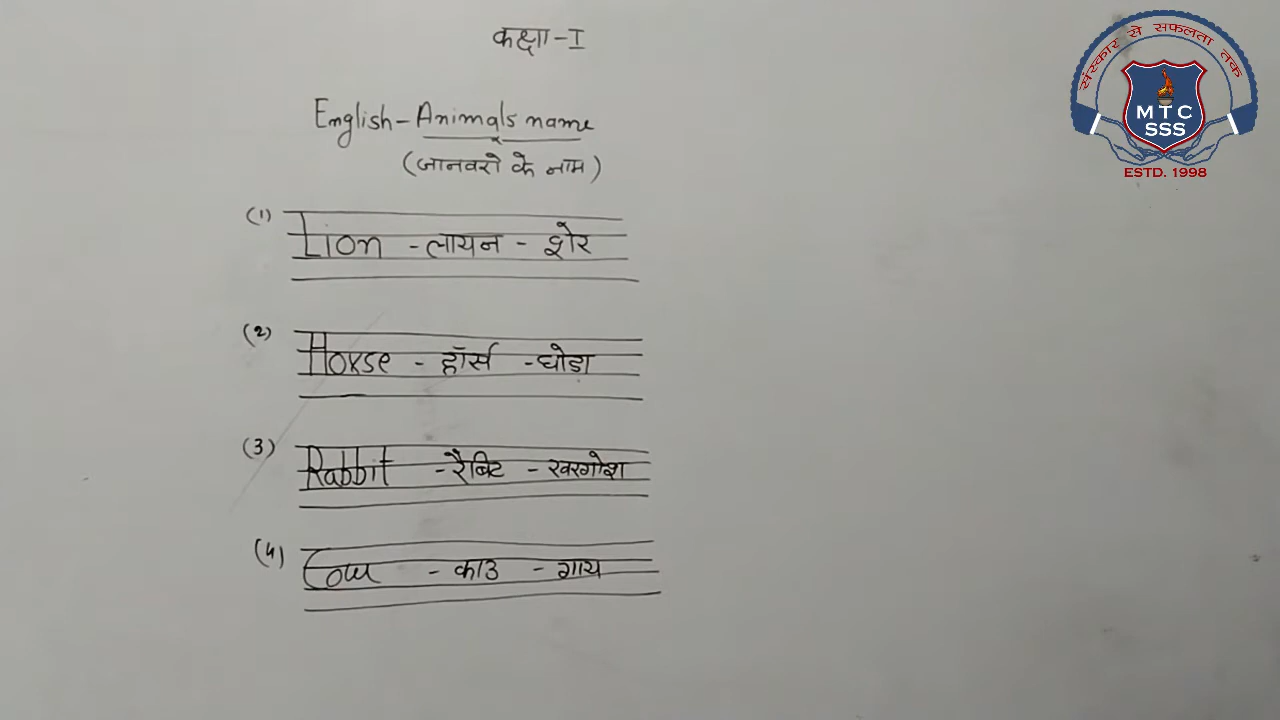 कक्षा-I
English-Animals name
(जानवरो के नाम)
(1) Lion - लायन - शेर
(2) Horse - हॉर्स - घोडा
(3) Rabbit - रैबिट - खरगोश
(4) Cow - काउ - गाय
संस्कार से सफलता तक
MTC
SSS
ESTD. 1998